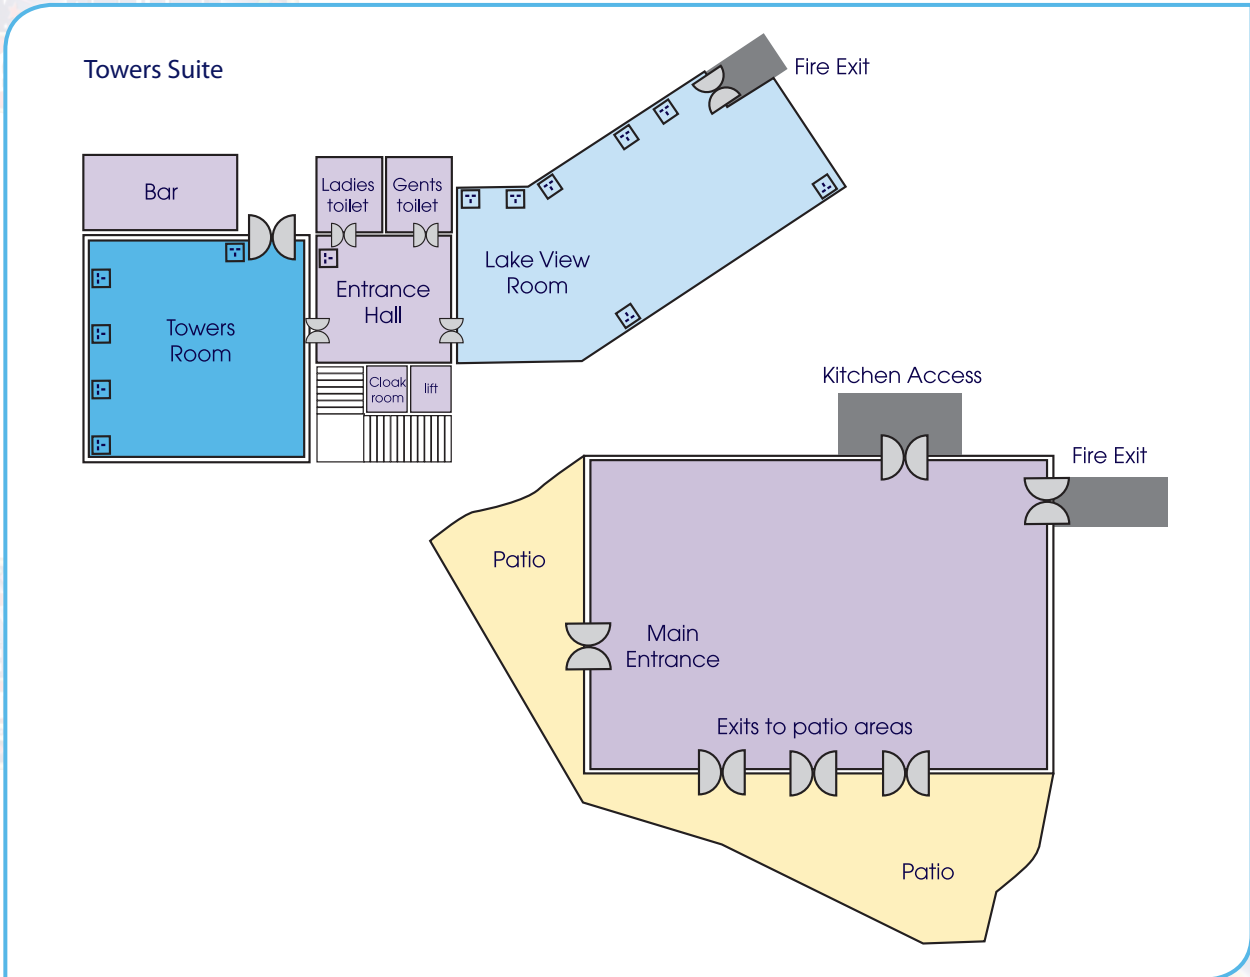 Towers Suite
Fire Exit
Bar
Ladies
toilet
Gents
toilet
Lake View
Room
Entrance
Hall
Towers
Room
Cloak
room
lift
Kitchen Access
Fire Exit
Patio
Main
Entrance
Exits to patio areas
Patio